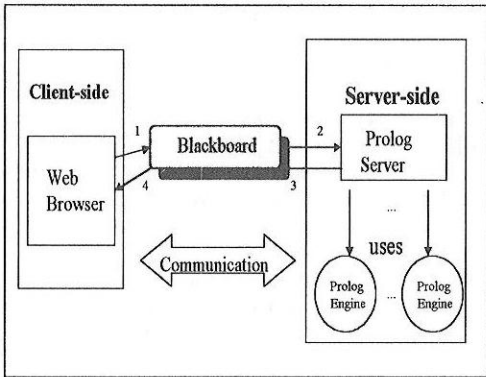 Client-side
Web
Browser
1
4
Blackboard
2
3
Communication
Server-side
Prolog
Server
...
uses
Prolog
Engine
...
Prolog
Engine